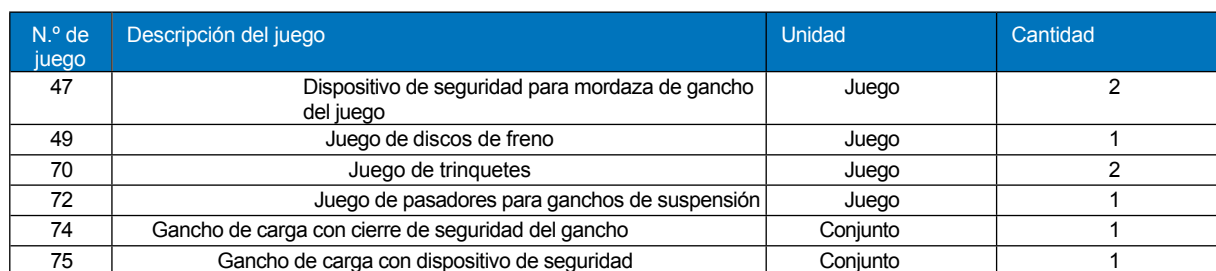 N.º de juego Descripción del juego Unidad Cantidad
47 Dispositivo de seguridad para mordaza de gancho del juego Juego 2
49 Juego de discos de freno Juego 1
70 Juego de trinquetes Juego 2
72 Juego de pasadores para ganchos de suspensión Juego 1
74 Gancho de carga con cierre de seguridad del gancho Conjunto 1
75 Gancho de carga con dispositivo de seguridad Conjunto 1